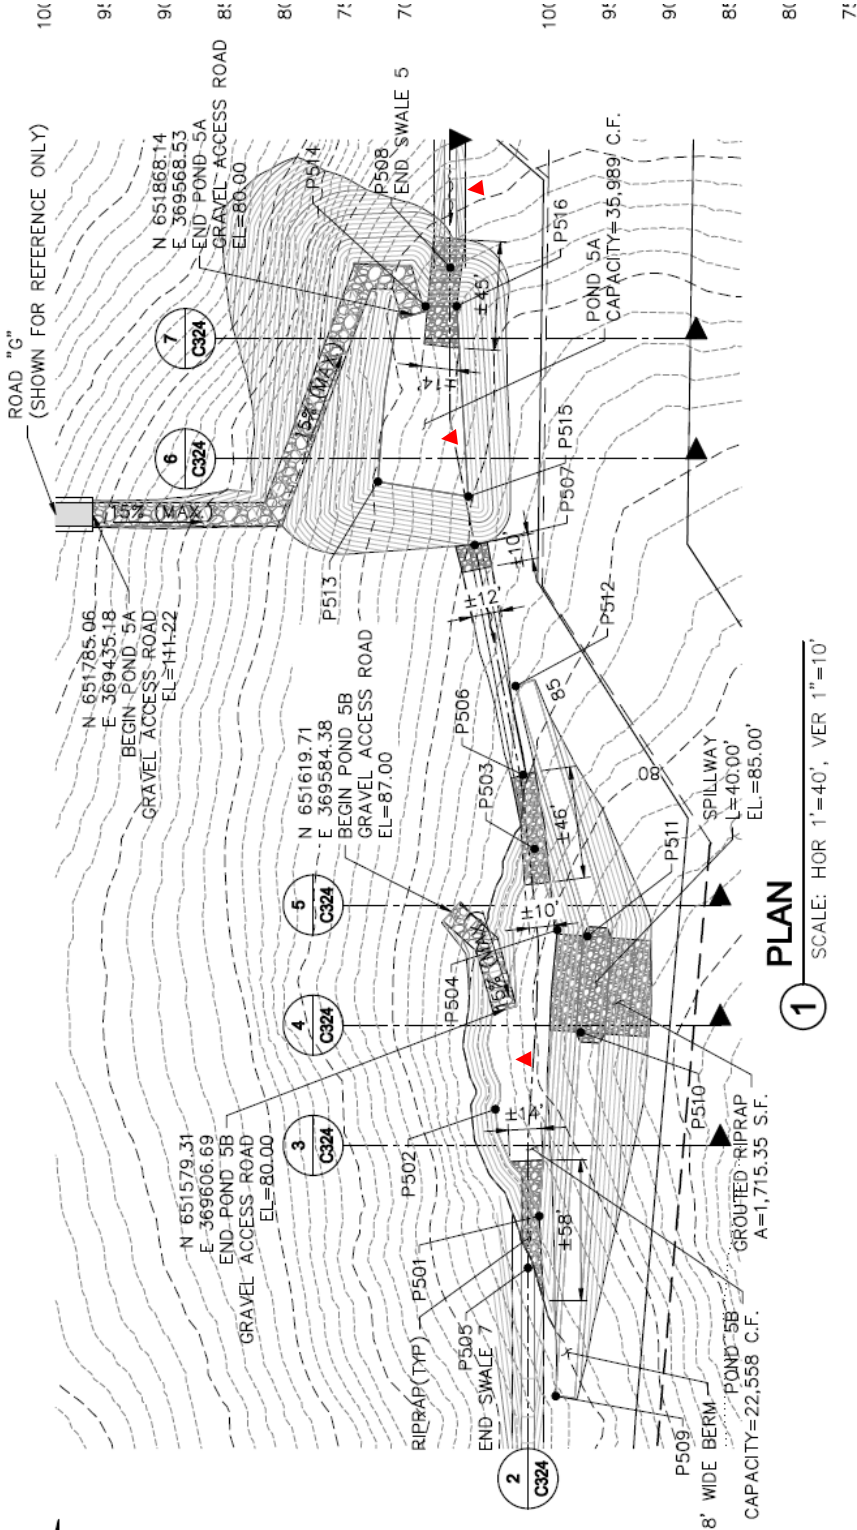 ROAD "G"
(SHOWN FOR REFERENCE ONLY)
N 651868.14
E 369568.53
END POND 5A
GRAVEL ACCESS ROAD
EL=80.00
P514
P508
END SWALE 5
P516
±45'
±14'
POND 5A
CAPACITY=35,989 C.F.
7
C324
6
C324
15% (MAX)
15% (MAX)
N 651785.06
E 369435.18
BEGIN POND 5A
GRAVEL ACCESS ROAD
EL=111.22
P513
P515
P507
±10'
±12'
P512
85
80
P506
P503
±46'
N 651619.71
E 369584.38
BEGIN POND 5B
GRAVEL ACCESS ROAD
EL=87.00
5
C324
4
C324
3
C324
±10'
P504
15% (MAX)
P511
SPILLWAY
L=40.00'
EL.=85.00'
P510
GROUTED RIPRAP
A=1,715.35 S.F.
N 651579.31
E 369606.69
END POND 5B
GRAVEL ACCESS ROAD
EL=80.00
P502
±14'
±58'
P501
RIPRAP(TYP)
P505
END SWALE 7
P509
8' WIDE BERM
POND 5B
CAPACITY=22,558 C.F.
2
C324
1
PLAN
SCALE: HOR 1'=40', VER 1"=10'